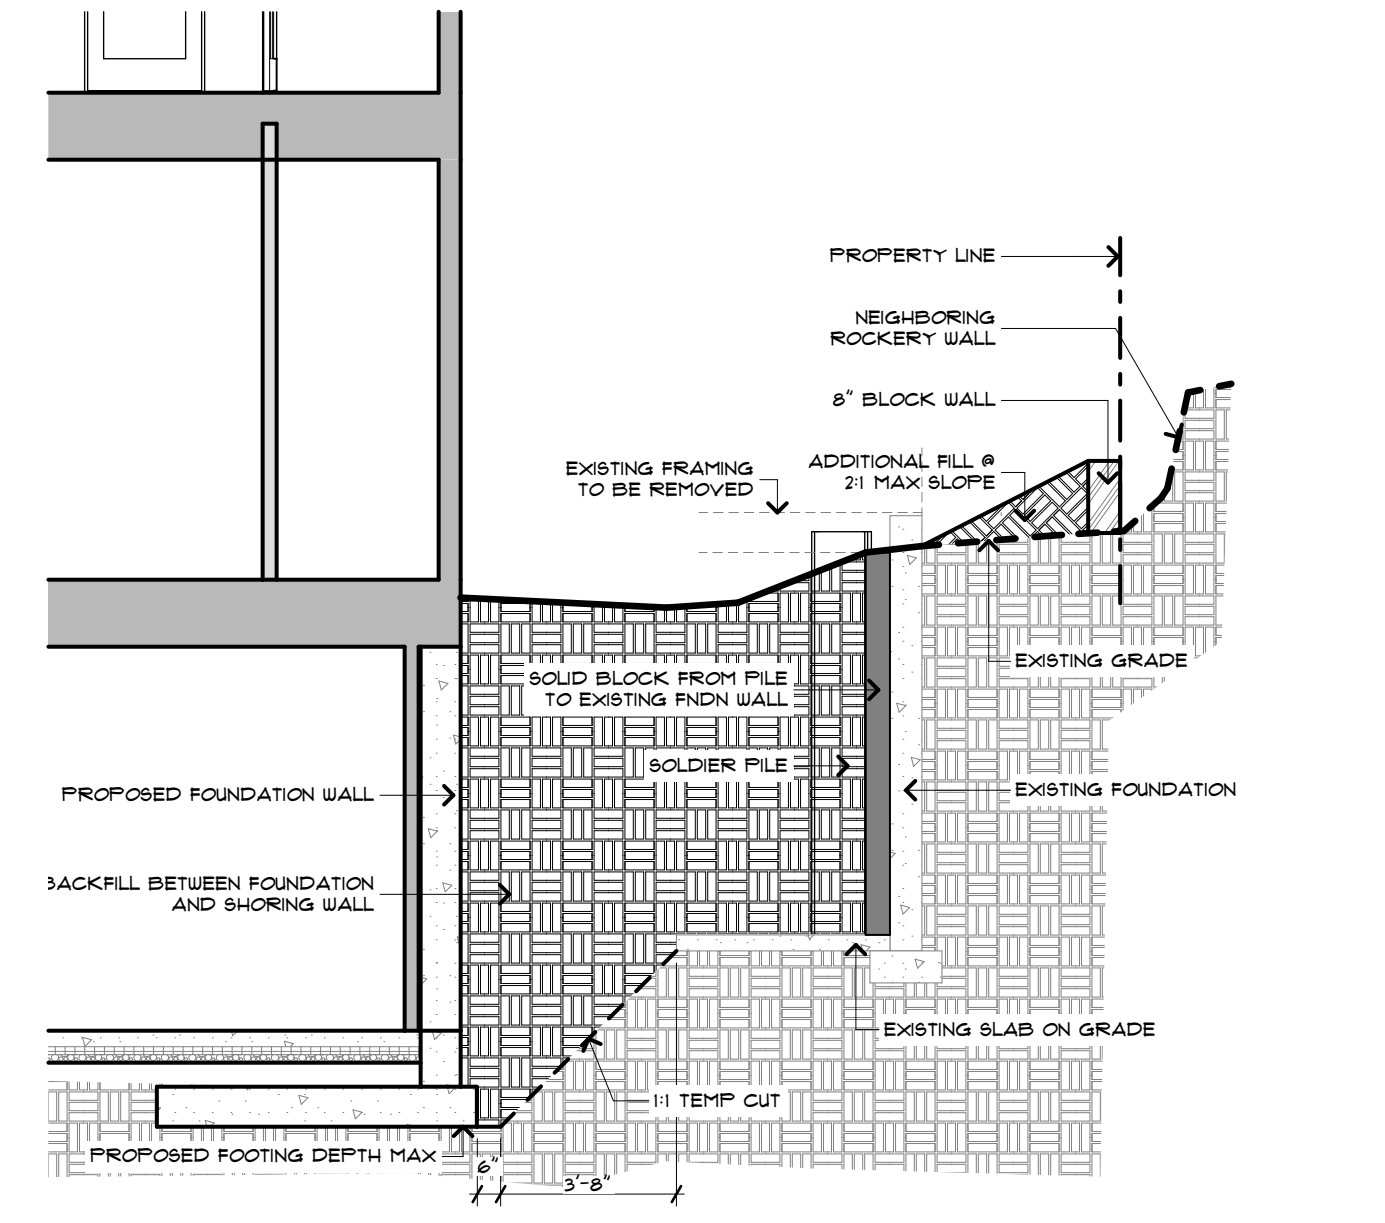 PROPERTY LINE
NEIGHBORING
ROCKERY WALL
8" BLOCK WALL
ADDITIONAL FILL @
2:1 MAX SLOPE
EXISTING FRAMING
TO BE REMOVED
EXISTING GRADE
SOLID BLOCK FROM PILE
TO EXISTING FNDN WALL
SOLDIER PILE
EXISTING FOUNDATION
PROPOSED FOUNDATION WALL
BACKFILL BETWEEN FOUNDATION
AND SHORING WALL
EXISTING SLAB ON GRADE
1:1 TEMP CUT
PROPOSED FOOTING DEPTH MAX
6"
3'-8"